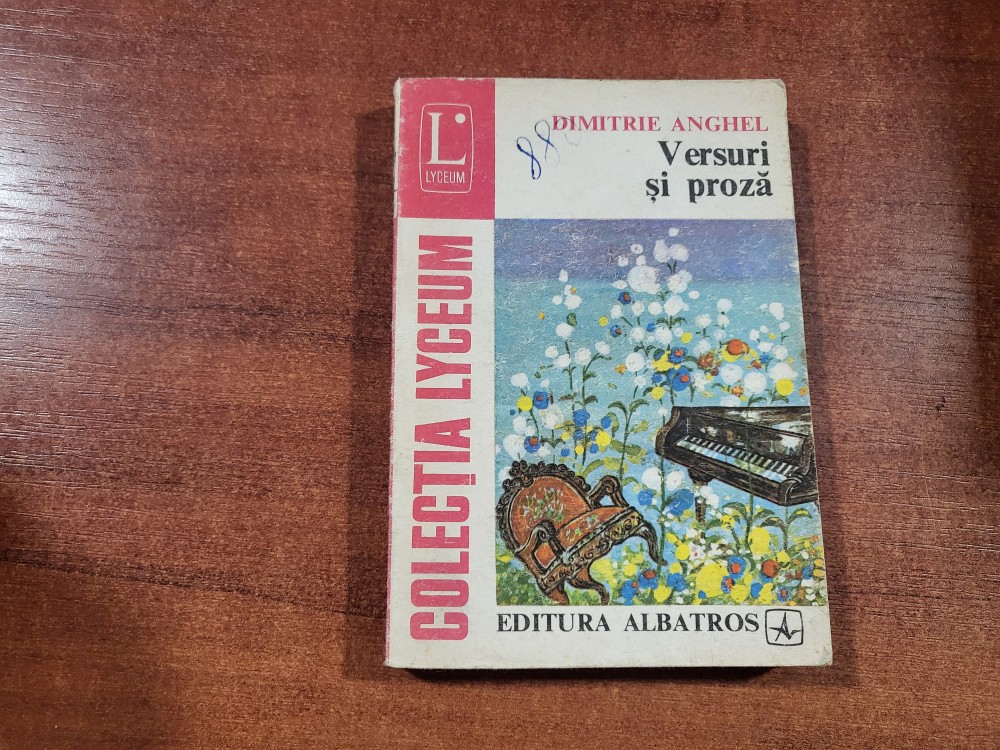 L
LYCEUM
DIMITRIE ANGHEL
Versuri
și proză
COLECȚIA LYCEUM
EDITURA ALBATROS